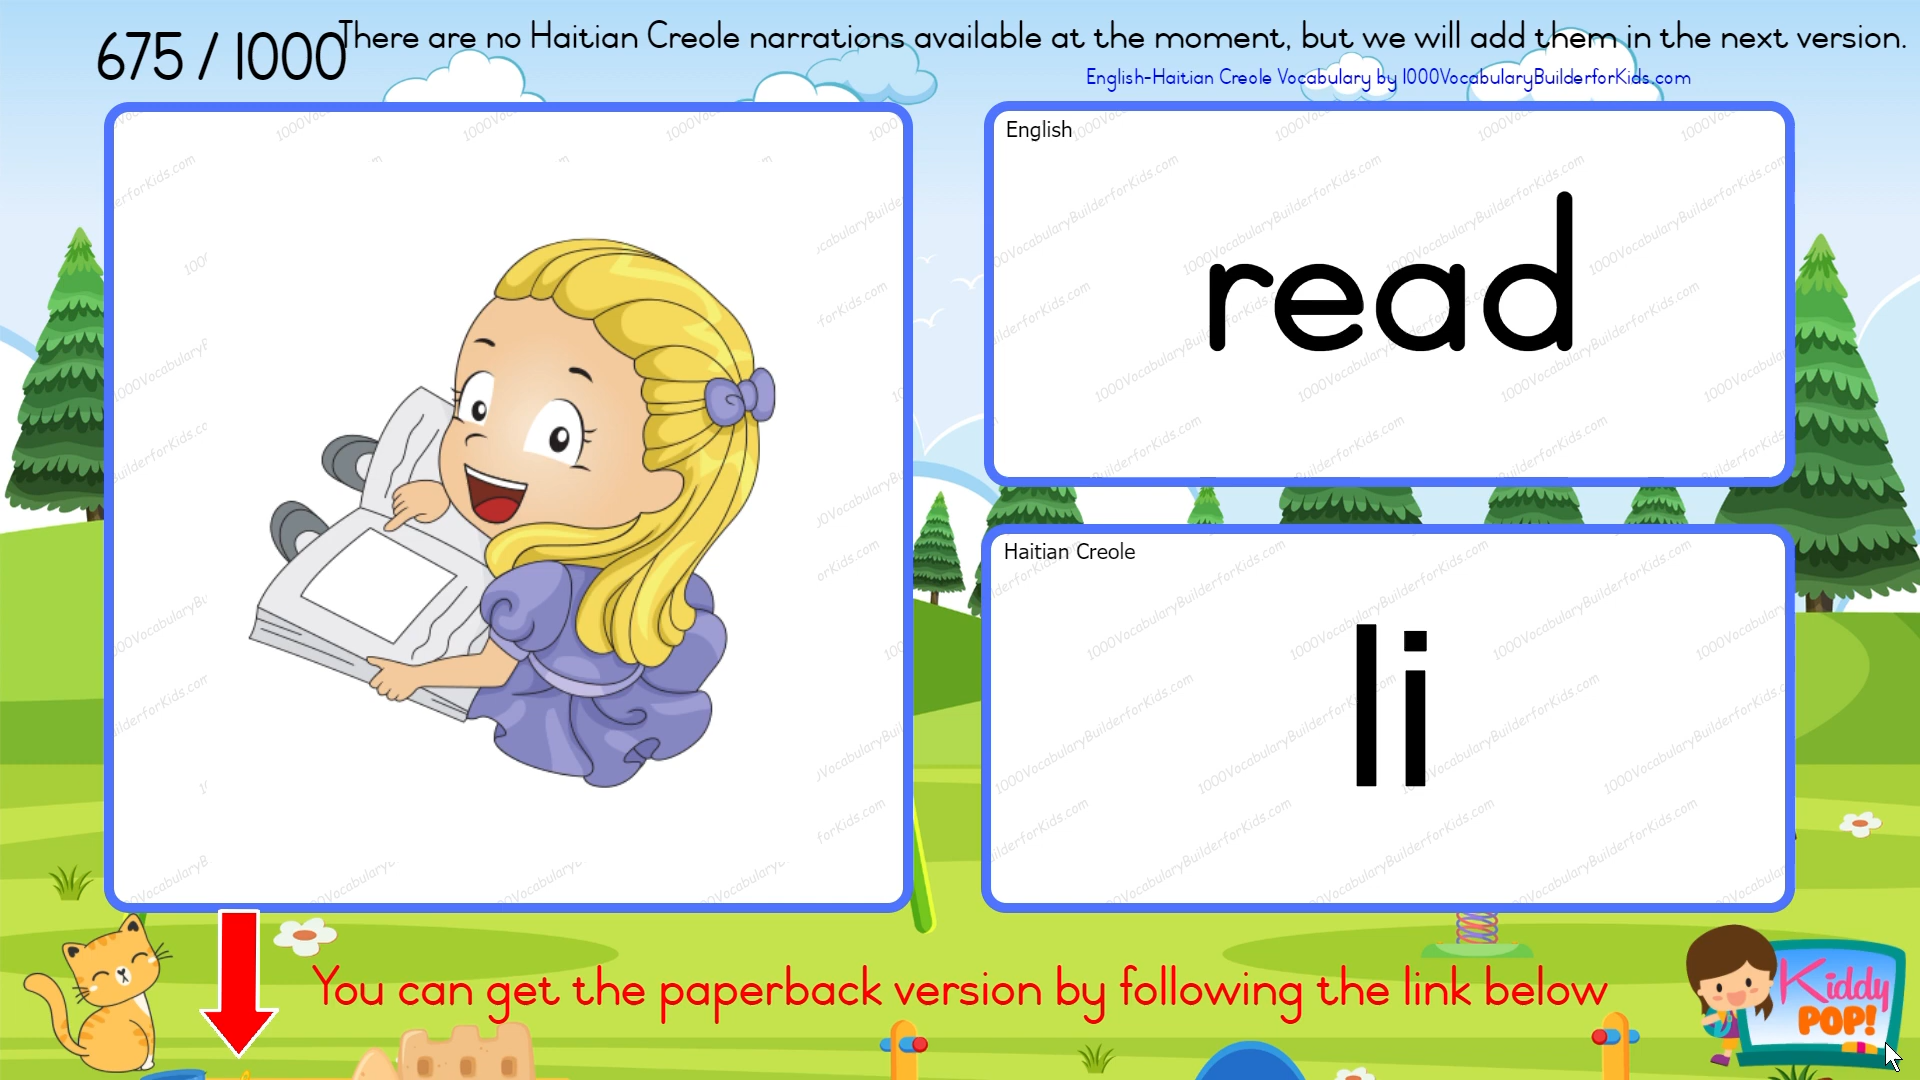 675 / 1000
There are no Haitian Creole narrations available at the moment, but we will add them in the next version.
English-Haitian Creole Vocabulary by 1000VocabularyBuilderforKids.com
English
read
Haitian Creole
li
You can get the paperback version by following the link below
Kiddy
POP!